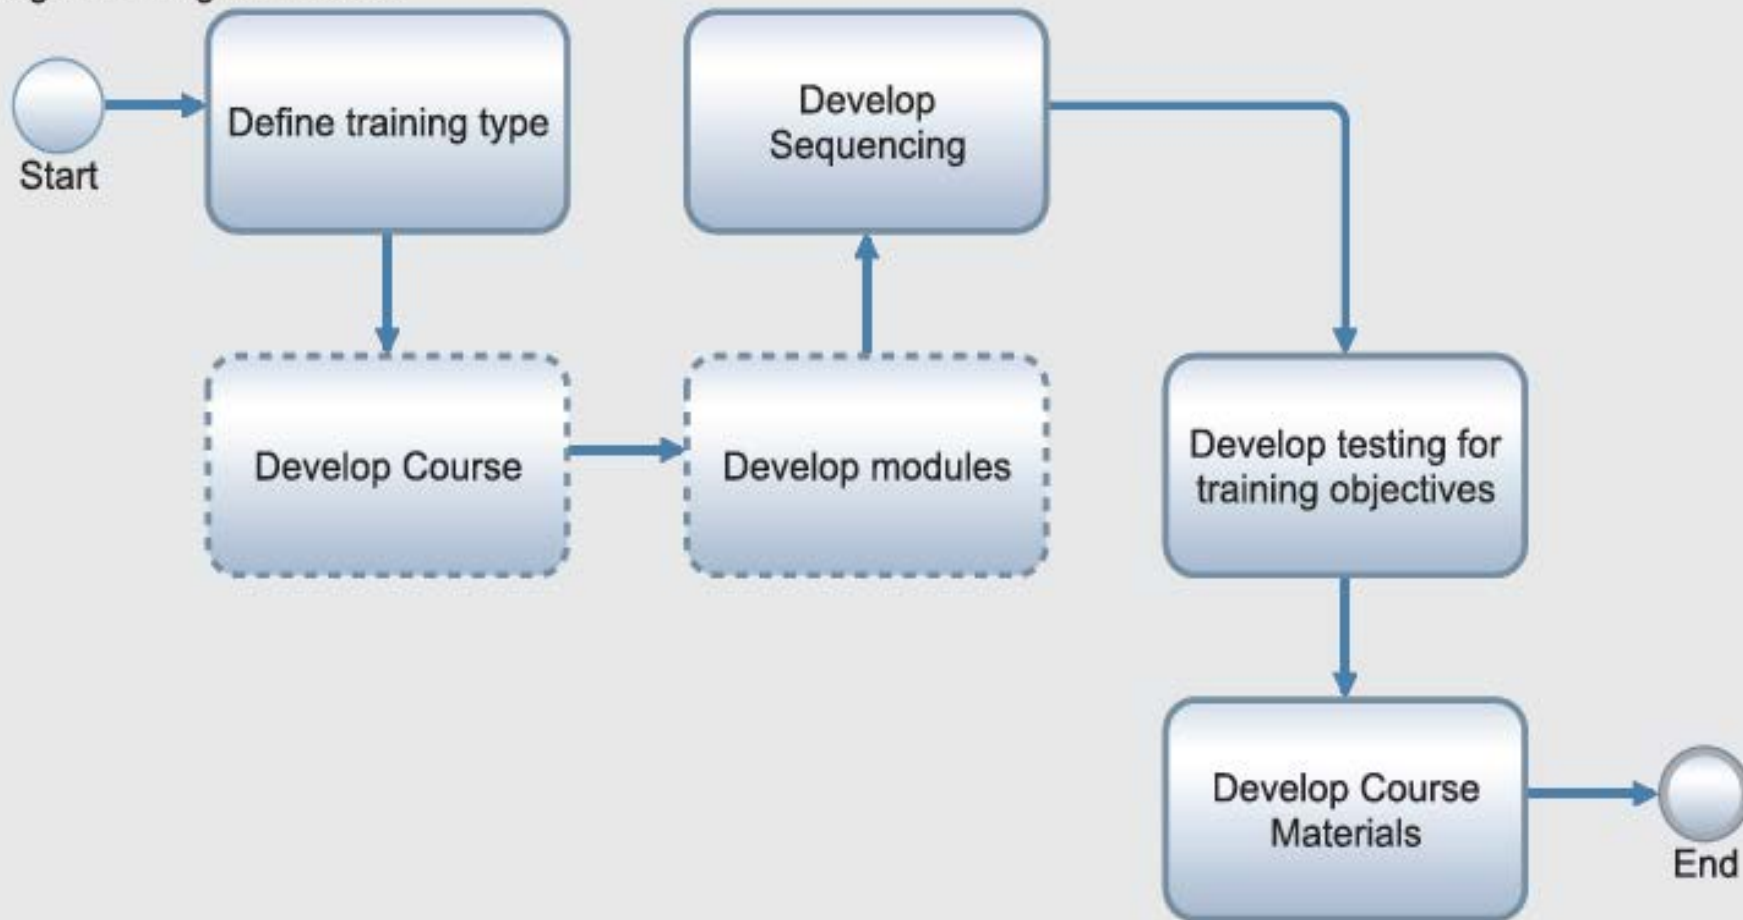 Start
Define training type
Develop Course
Develop modules
Develop
Sequencing
Develop testing for
training objectives
Develop Course
Materials
End